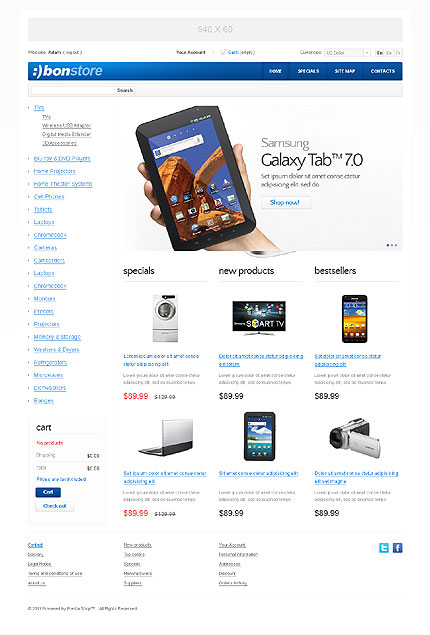 940 X 60
Welcome Adam ( logout )
Your Account
Cart: (empty)
Currencies: US Dollar
En
:) bonstore
HOME SPECIALS SITE MAP CONTACTS
Search
TVs
TVs
Wireless USB Adaptor
Digital Media Extender
3D Accessories
Blu-ray & DVD Players
Home Projectors
Home Theater Systems
Cell Phones
Tablets
Laptops
Chromebook
Cameras
Camcorders
Laptops
Chromebook
Monitors
Printers
Projectors
Memory & Storage
Washers & Dryers
Refrigerators
Microwaves
Dishwashers
Ranges
Samsung
Galaxy Tab™ 7.0
Set ipsum dolor sit amet conse ctetur
adipisicing elit sed do
Shop now!
specials
Lorem ipsum dolor sit amet conse
ctetur adipisicing elit
Lorem ipsum dolor sit amet, conse ctetur
adipisicing elit, sed do eiusmod tempo
$89.99 $129.99
new products
SMART TV
Dolor sit amet conse ctetur adipisicing
elit lorem
Lorem ipsum dolor sit amet, conse ctetur
adipisicing elit, sed do eiusmod tempo
$89.99
bestsellers
Sit dolor sit amet conse ctetur
adipisicing elit
Lorem ipsum dolor sit amet, conse ctetur
adipisicing elit, sed do eiusmod tempo
$89.99
Set ipsum dolor sit amet conse ctetur
adipisicing elit
Lorem ipsum dolor sit amet, conse ctetur
adipisicing elit, sed do eiusmod tempo
$89.99 $129.99
Sit amet conse ctetur adipisicing elit
Lorem ipsum dolor sit amet, conse ctetur
adipisicing elit, sed do eiusmod tempo
$89.99
Dolor sit amet conse ctetur adipisicing
elit sed
Lorem ipsum dolor sit amet, conse ctetur
adipisicing elit, sed do eiusmod tempo
$89.99
cart
No products
Shipping $0.00
Total $0.00
Prices are tax included
Cart
Check out
Contact
Delivery
Legal Notice
Terms and conditions of use
About us
New products
Top sellers
Specials
Manufacturers
Suppliers
Your Account
Personal information
Addresses
Discount
Orders history
© 2011 Powered by Presta Shop™. All Rights Reserved